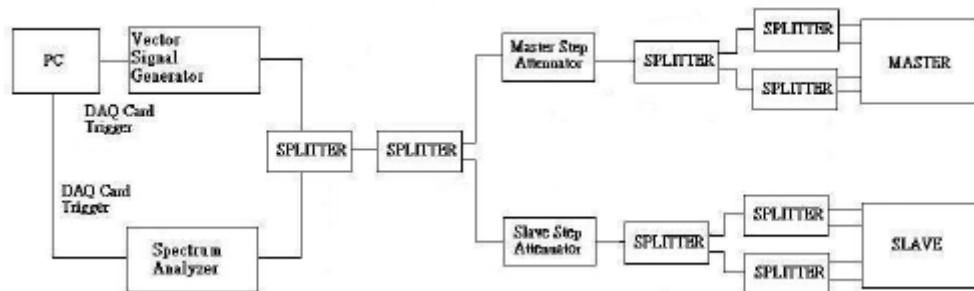 PC
Vector
Signal
Generator
DAQ Card
Trigger
DAQ Card
Trigger
Spectrum
Analyzer
SPLITTER
SPLITTER
Master Step
Attenuator
SPLITTER
SPLITTER
SPLITTER
MASTER
Slave Step
Attenuator
SPLITTER
SPLITTER
SPLITTER
SLAVE